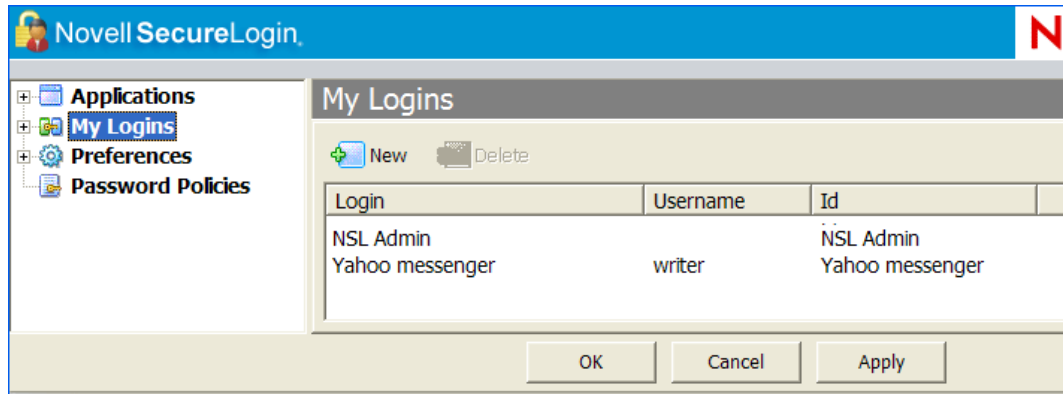 Novell SecureLogin.
N
Applications
My Logins
Preferences
Password Policies
My Logins
New Delete
Login Username Id
NSL Admin NSL Admin
Yahoo messenger writer Yahoo messenger
OK Cancel Apply